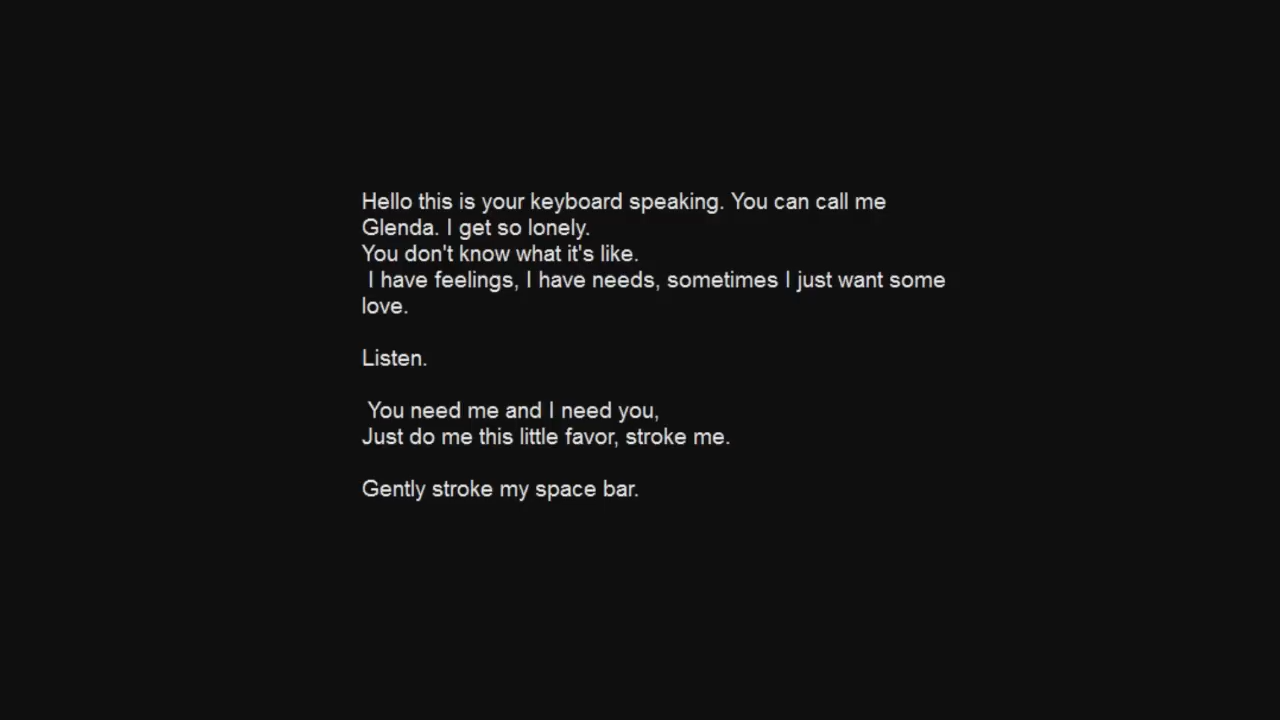 Hello this is your keyboard speaking. You can call me
Glenda. I get so lonely.
You don't know what it's like.
I have feelings, I have needs, sometimes I just want some
love.
Listen.
You need me and I need you,
Just do me this little favor, stroke me.
Gently stroke my space bar.